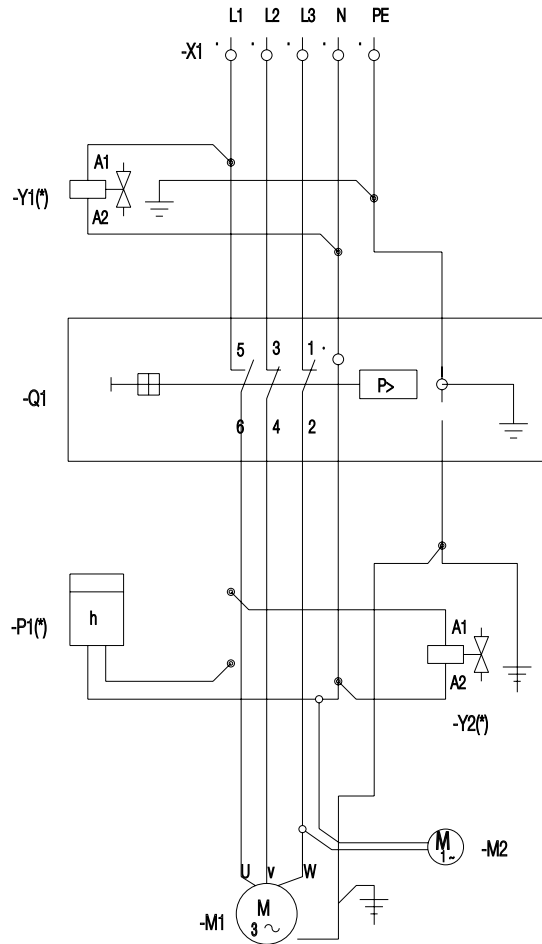 L1 L2 L3 N PE
-X1
A1
-Y1(*)
A2
5 3 1
P>
-Q1
6 4 2
h
-P1(*)
A1
A2
-Y2(*)
M
1~
-M2
U v W
M
-M1
3 ~